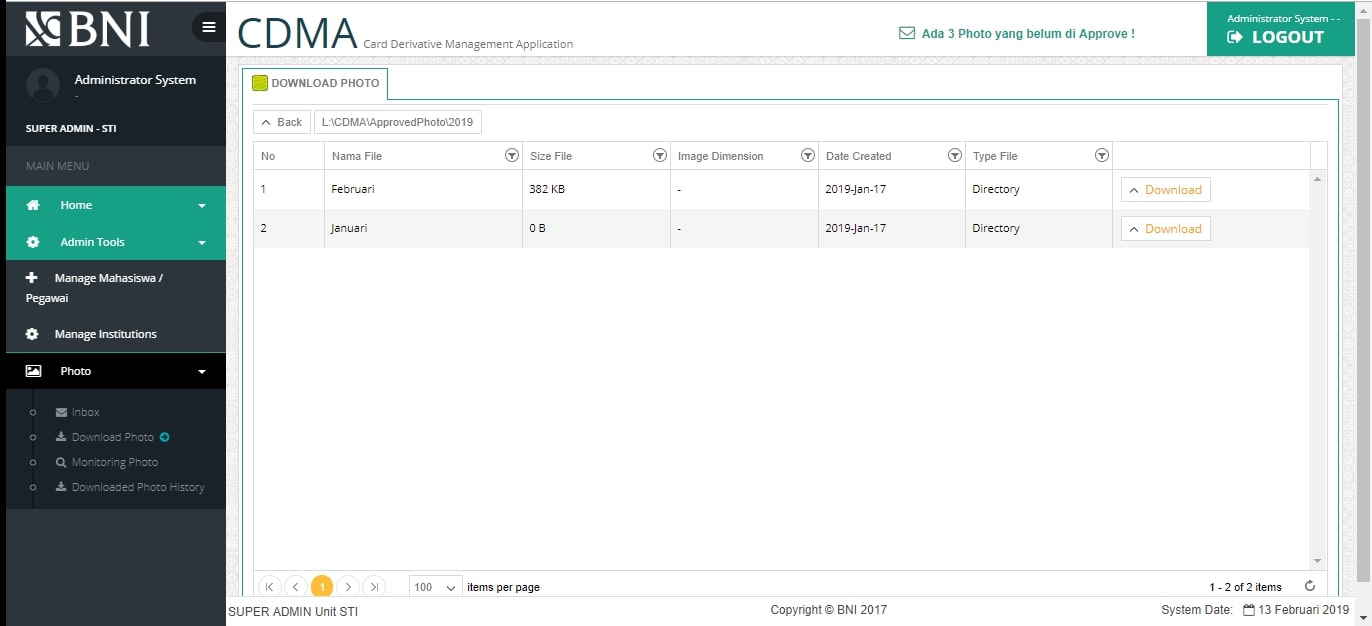 BNI
CDMA Card Derivative Management Application
Ada 3 Photo yang belum di Approve !
Administrator System - -
LOGOUT
Administrator System
-
SUPER ADMIN - STI
MAIN MENU
Home
Admin Tools
Manage Mahasiswa /
Pegawai
Manage Institutions
Photo
Inbox
Download Photo
Monitoring Photo
Downloaded Photo History
DOWNLOAD PHOTO
Back L:\CDMA\ApprovedPhoto\2019
No Nama File Size File Image Dimension Date Created Type File
1 Februari 382 KB - 2019-Jan-17 Directory Download
2 Januari 0 B - 2019-Jan-17 Directory Download
1 100 items per page 1 - 2 of 2 items
SUPER ADMIN Unit STI Copyright © BNI 2017 System Date: 13 Februari 2019